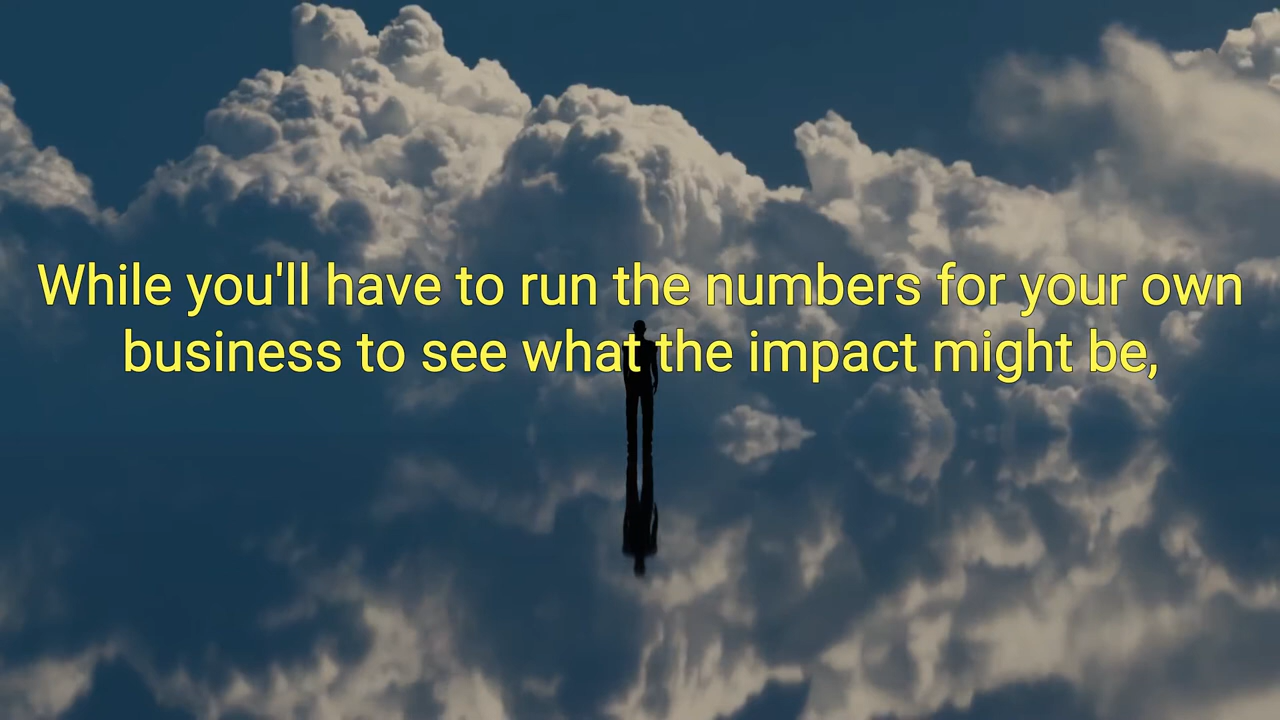 While you'll have to run the numbers for your own
business to see what the impact might be,